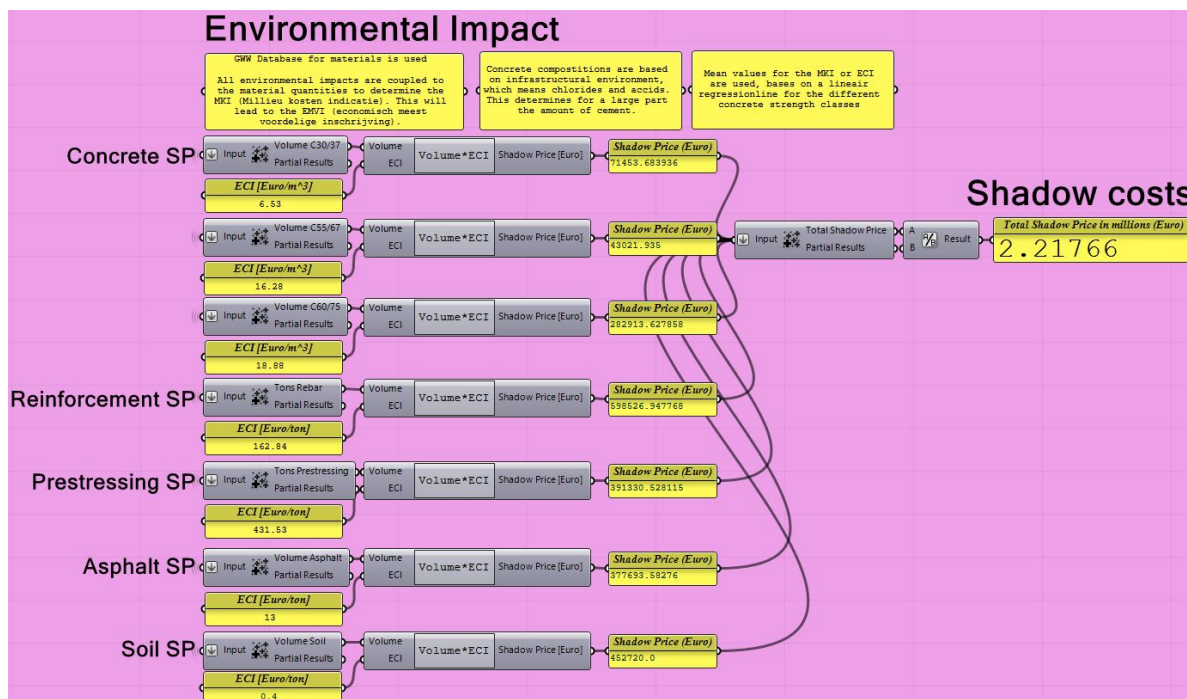 Environmental Impact
GWW Database for materials is used
All environmental impacts are coupled to
the material quantities to determine the
MKI (Millieu kosten indicatie). This will
lead to the EMVI (economisch meest
voordelige inschrijving).
Concrete compostitions are based
on infrastructural environment,
which means chlorides and accids.
This determines for a large part
the amount of cement.
Mean values for the MKI or ECI
are used, based on a lineair
regressionline for the different
concrete strength classes
Concrete SP
Input
Volume C30/37
Partial Results
Volume
ECI
Volume*ECI
Shadow Price [Euro]
Shadow Price (Euro)
71453.683936
ECI [Euro/m^3]
6.53
Input
Volume C55/67
Partial Results
Volume
ECI
Volume*ECI
Shadow Price [Euro]
Shadow Price (Euro)
43021.935
ECI [Euro/m^3]
16.28
Input
Total Shadow Price
Partial Results
A
B
A/B
Result
Shadow costs
Total Shadow Price in millions (Euro)
2.21766
Input
Volume C60/75
Partial Results
Volume
ECI
Volume*ECI
Shadow Price [Euro]
Shadow Price (Euro)
282913.627858
ECI [Euro/m^3]
18.88
Reinforcement SP
Input
Tons Rebar
Partial Results
Volume
ECI
Volume*ECI
Shadow Price [Euro]
Shadow Price (Euro)
598526.947768
ECI [Euro/ton]
162.84
Prestressing SP
Input
Tons Prestressing
Partial Results
Volume
ECI
Volume*ECI
Shadow Price [Euro]
Shadow Price (Euro)
391330.528115
ECI [Euro/ton]
431.53
Asphalt SP
Input
Volume Asphalt
Partial Results
Volume
ECI
Volume*ECI
Shadow Price [Euro]
Shadow Price (Euro)
377693.58276
ECI [Euro/ton]
13
Soil SP
Input
Volume Soil
Partial Results
Volume
ECI
Volume*ECI
Shadow Price [Euro]
Shadow Price (Euro)
452720.0
ECI [Euro/ton]
0.4